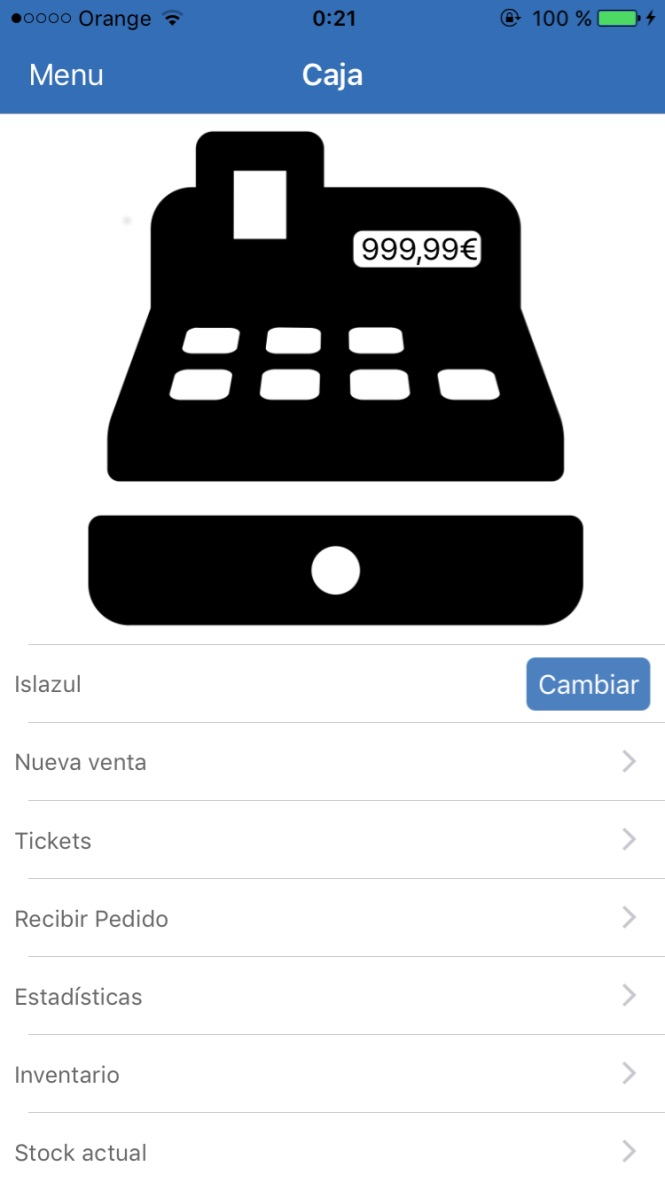 Orange 0:21 100 %
Menu Caja
999,99€
Islazul Cambiar
Nueva venta
Tickets
Recibir Pedido
Estadísticas
Inventario
Stock actual